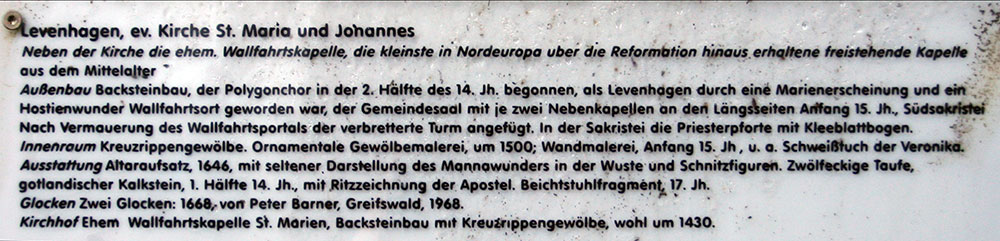 Levenhagen, ev. Kirche St. Maria und Johannes
Neben der Kirche die ehem. Wallfahrtskapelle, die kleinste in Nordeuropa uber die Reformation hinaus erhaltene freistehende Kapelle
aus dem Mittelalter
Außenbau Backsteinbau, der Polygonchor in der 2. Hälfte des 14. Jh. begonnen, als Levenhagen durch eine Marienerscheinung und ein
Hostienwunder Wallfahrtsort geworden war, der Gemeindesaal mit je zwei Nebenkapellen an den Längsseiten Anfang 15. Jh., Südsakristei
Nach Vermauerung des Wallfahrtsportals der verbretterte Turm angefügt. In der Sakristei die Priesterpforte mit Kleeblattbogen.
Innenraum Kreuzrippengewölbe. Ornamentale Gewölbemalerei, um 1500; Wandmalerei, Anfang 15. Jh, u. a. Schweißtuch der Veronika.
Ausstattung Altaraufsatz, 1646, mit seltener Darstellung des Mannawunders in der Wuste und Schnitzfiguren. Zwölfeckige Taufe,
gotlandischer Kalkstein, 1. Hälfte 14. Jh., mit Ritzzeichnung der Apostel. Beichtstuhlfragment, 17. Jh.
Glocken Zwei Glocken: 1668, von Peter Barner, Greifswald, 1968.
Kirchhof Ehem Wallfahrtskapelle St. Marien, Backsteinbau mit Kreuzrippengewölbe, wohl um 1430.